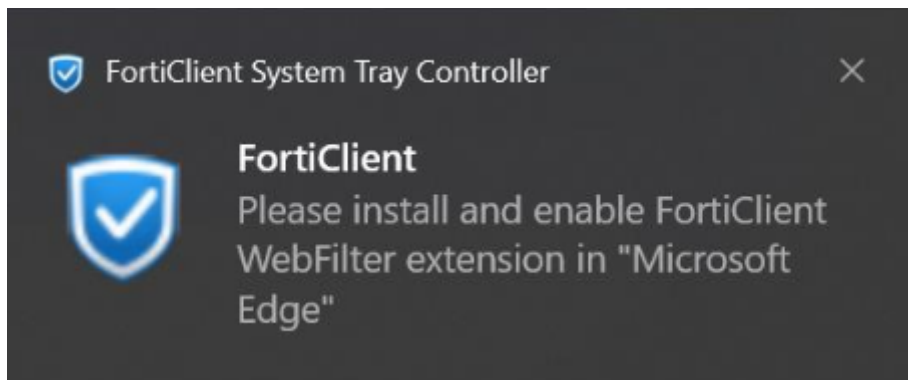 FortiClient System Tray Controller
FortiClient
Please install and enable FortiClient
WebFilter extension in "Microsoft
Edge"